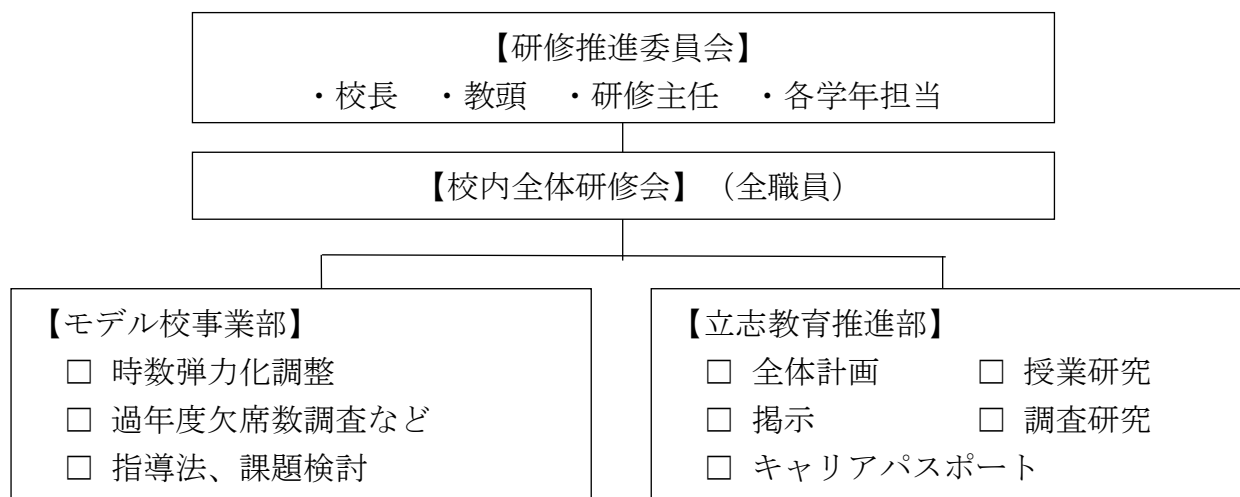 【研修推進委員会】
・校長　・教頭　・研修主任　・各学年担当
【校内全体研修会】（全職員）
【モデル校事業部】
□ 時数弾力化調整
□ 過年度欠席数調査など
□ 指導法、課題検討
【立志教育推進部】
□ 全体計画　　　□ 授業研究
□ 掲示　　　　　□ 調査研究
□ キャリアパスポート